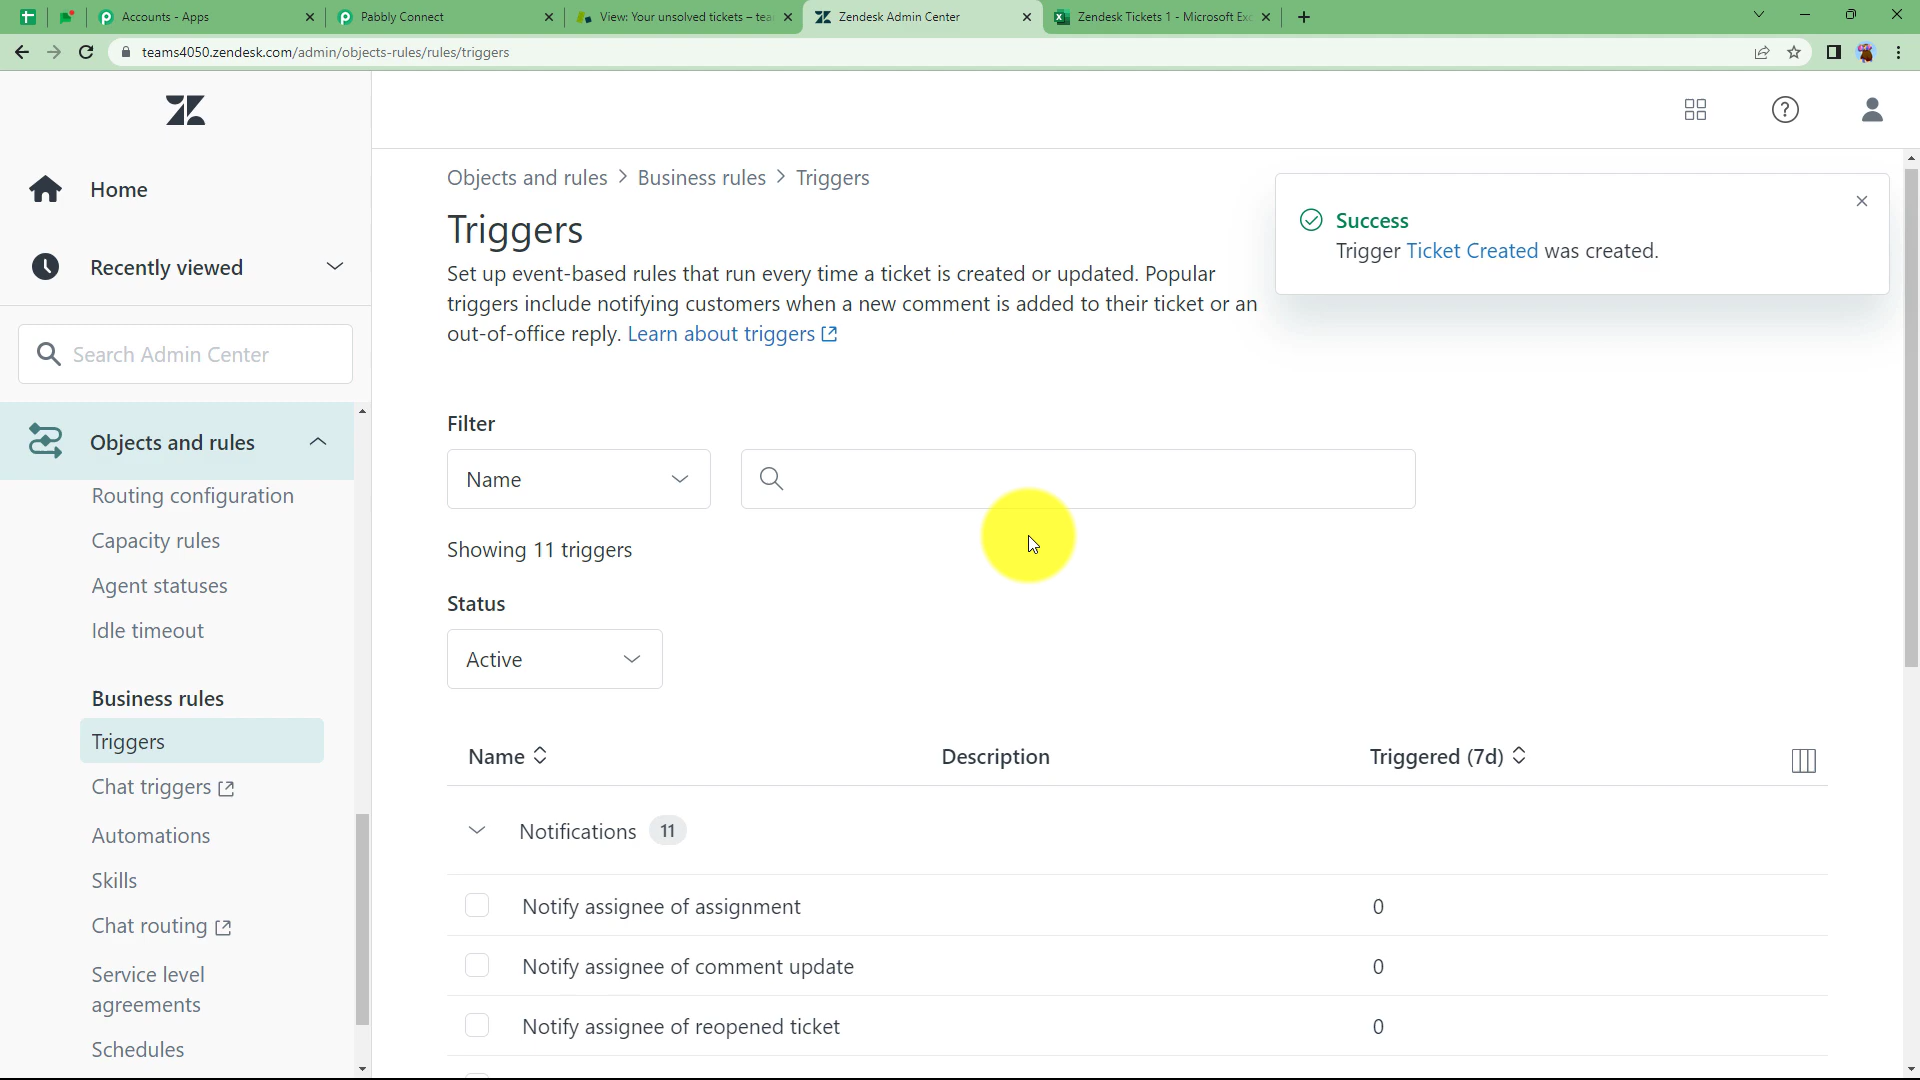 Accounts - Apps
Pabbly Connect
View: Your unsolved tickets – tea
Zendesk Admin Center
Zendesk Tickets 1 - Microsoft Exc
teams4050.zendesk.com/admin/objects-rules/rules/triggers
Home
Recently viewed
Search Admin Center
Objects and rules
Routing configuration
Capacity rules
Agent statuses
Idle timeout
Business rules
Triggers
Chat triggers
Automations
Skills
Chat routing
Service level
agreements
Schedules
Objects and rules > Business rules > Triggers
Triggers
Set up event-based rules that run every time a ticket is created or updated. Popular
triggers include notifying customers when a new comment is added to their ticket or an
out-of-office reply. Learn about triggers
Success
Trigger Ticket Created was created.
Filter
Name
Showing 11 triggers
Status
Active
Name Description Triggered (7d)
Notifications 11
Notify assignee of assignment 0
Notify assignee of comment update 0
Notify assignee of reopened ticket 0